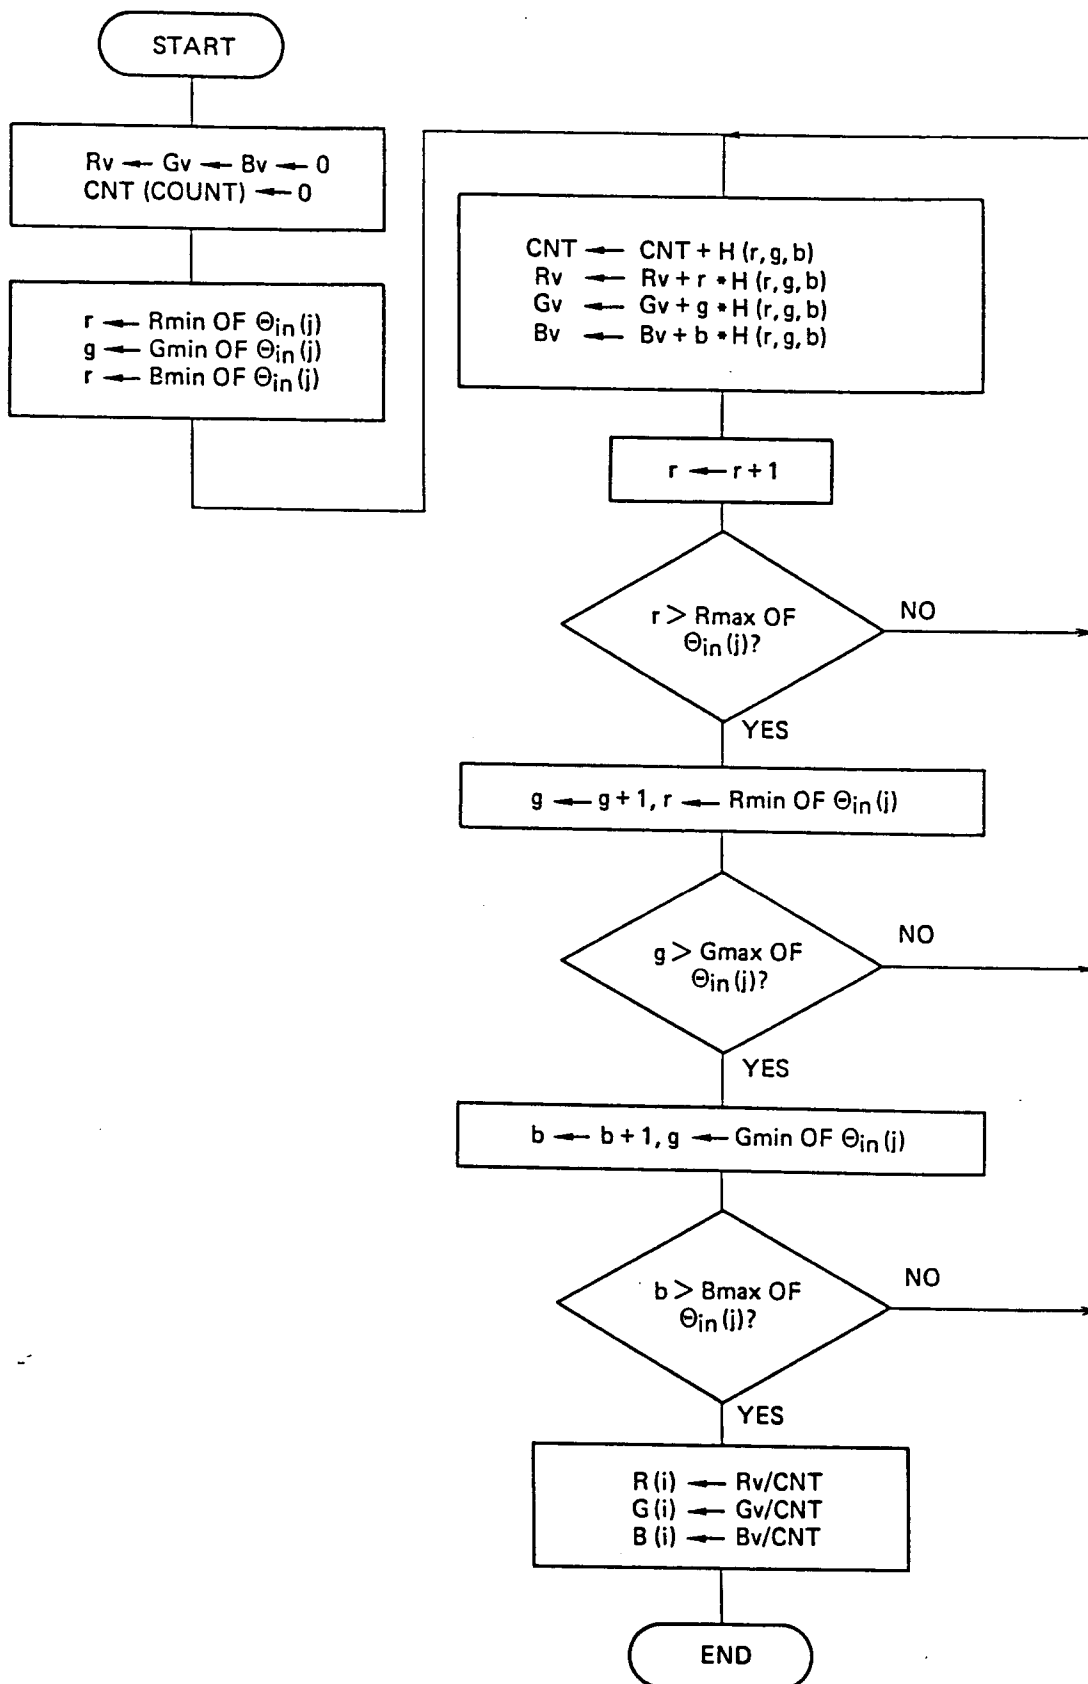 START
Rv ← Gv ← Bv ← 0
CNT (COUNT) ← 0
r ← Rmin OF Θin(j)
g ← Gmin OF Θin(j)
r ← Bmin OF Θin(j)
CNT ← CNT + H (r, g, b)
Rv ← Rv + r * H (r, g, b)
Gv ← Gv + g * H (r, g, b)
Bv ← Bv + b * H (r, g, b)
r ← r + 1
r > Rmax OF
Θin(j)?
NO
YES
g ← g + 1, r ← Rmin OF Θin(j)
g > Gmax OF
Θin(j)?
NO
YES
b ← b + 1, g ← Gmin OF Θin(j)
b > Bmax OF
Θin(j)?
NO
YES
R (i) ← Rv/CNT
G (i) ← Gv/CNT
B (i) ← Bv/CNT
END